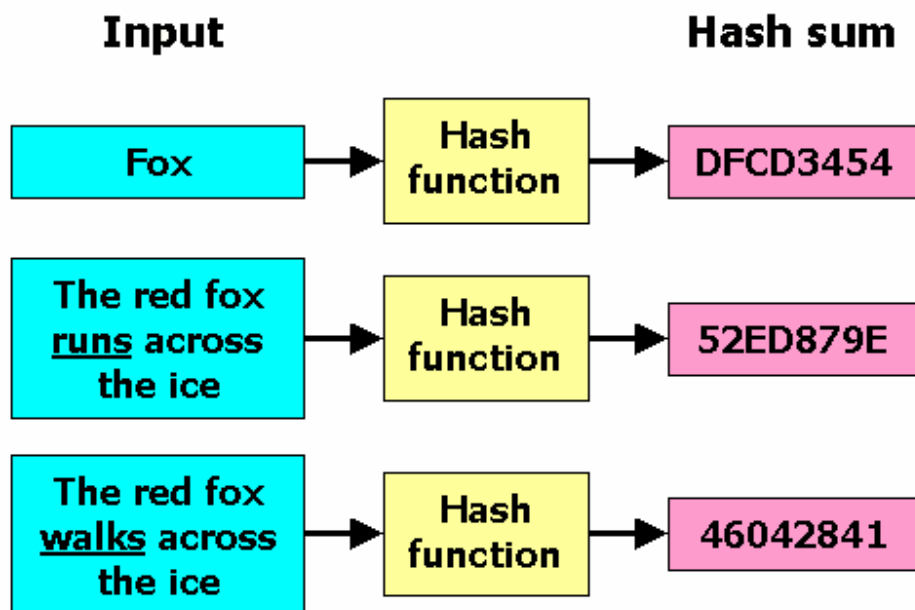 Input
Hash sum
Fox
Hash
function
DFCD3454
The red fox
runs across
the ice
Hash
function
52ED879E
The red fox
walks across
the ice
Hash
function
46042841